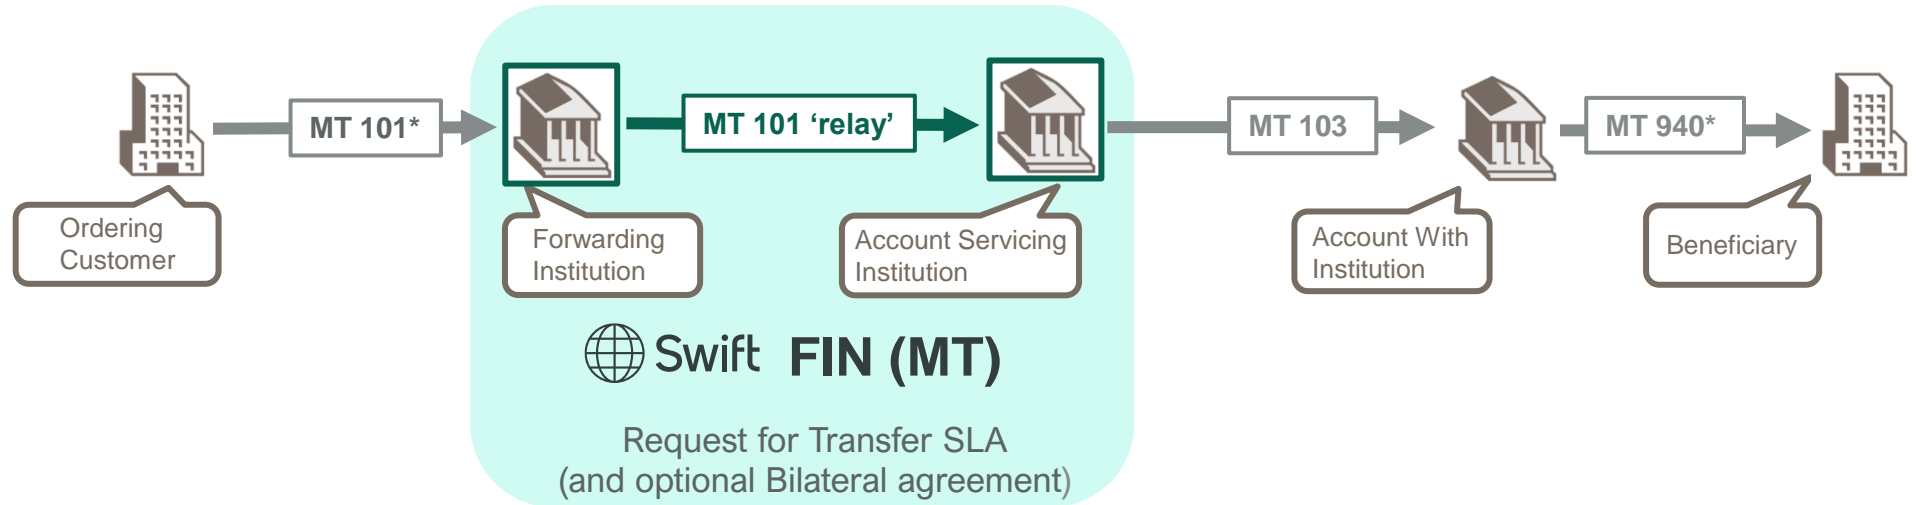 MT 101*
MT 101 ‘relay’
MT 103
MT 940*
Ordering
Customer
Forwarding
Institution
Account Servicing
Institution
Account With
Institution
Beneficiary
Swift FIN (MT)
Request for Transfer SLA
(and optional Bilateral agreement)